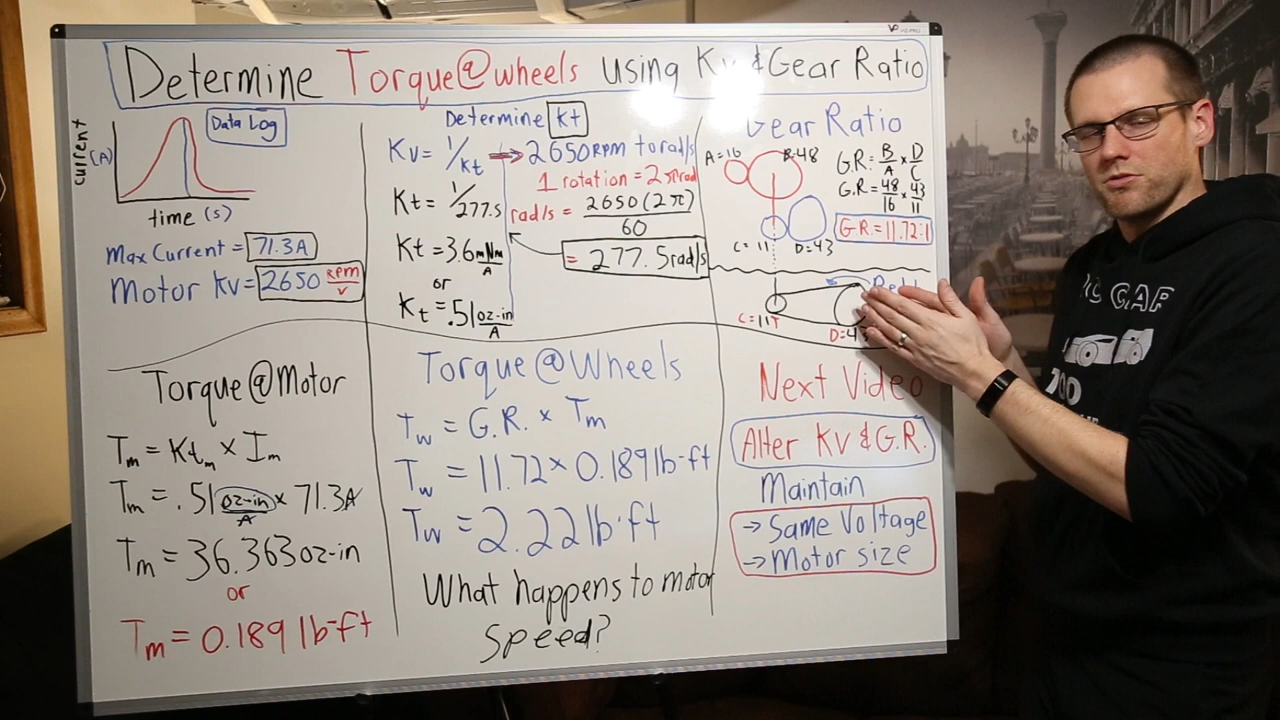 Determine Torque@wheels using Kv & Gear Ratio
current (A)
Data Log
time (s)
Max Current = 71.3A
Motor Kv = 2650 RPM/V
Determine Kt
Kv = 1/Kt ⇒ 2650RPM to rad/s
1 rotation = 2π rad
Kt = 1/277.5
rad/s = 2650(2π)/60
= 277.5 rad/s
Kt = 3.6 mNm/A
or
Kt = .51 oz-in/A
Gear Ratio
A=16
B=48
C=11
D=43
G.R. = B/A x D/C
G.R = 48/16 x 43/11
G.R.=11.72:1
C=11T
Torque@Motor
Tm = Ktm x Im
Tm = .51 oz-in/A x 71.3A
Tm = 36.363oz-in
or
Tm = 0.189 lb-ft
Torque@Wheels
Tw = G.R. x Tm
Tw = 11.72 x 0.189 lb-ft
Tw = 2.22 lb·ft
What happens to motor
speed?
Next Video
Alter Kv & G.R.
Maintain
→ Same Voltage
→ Motor size